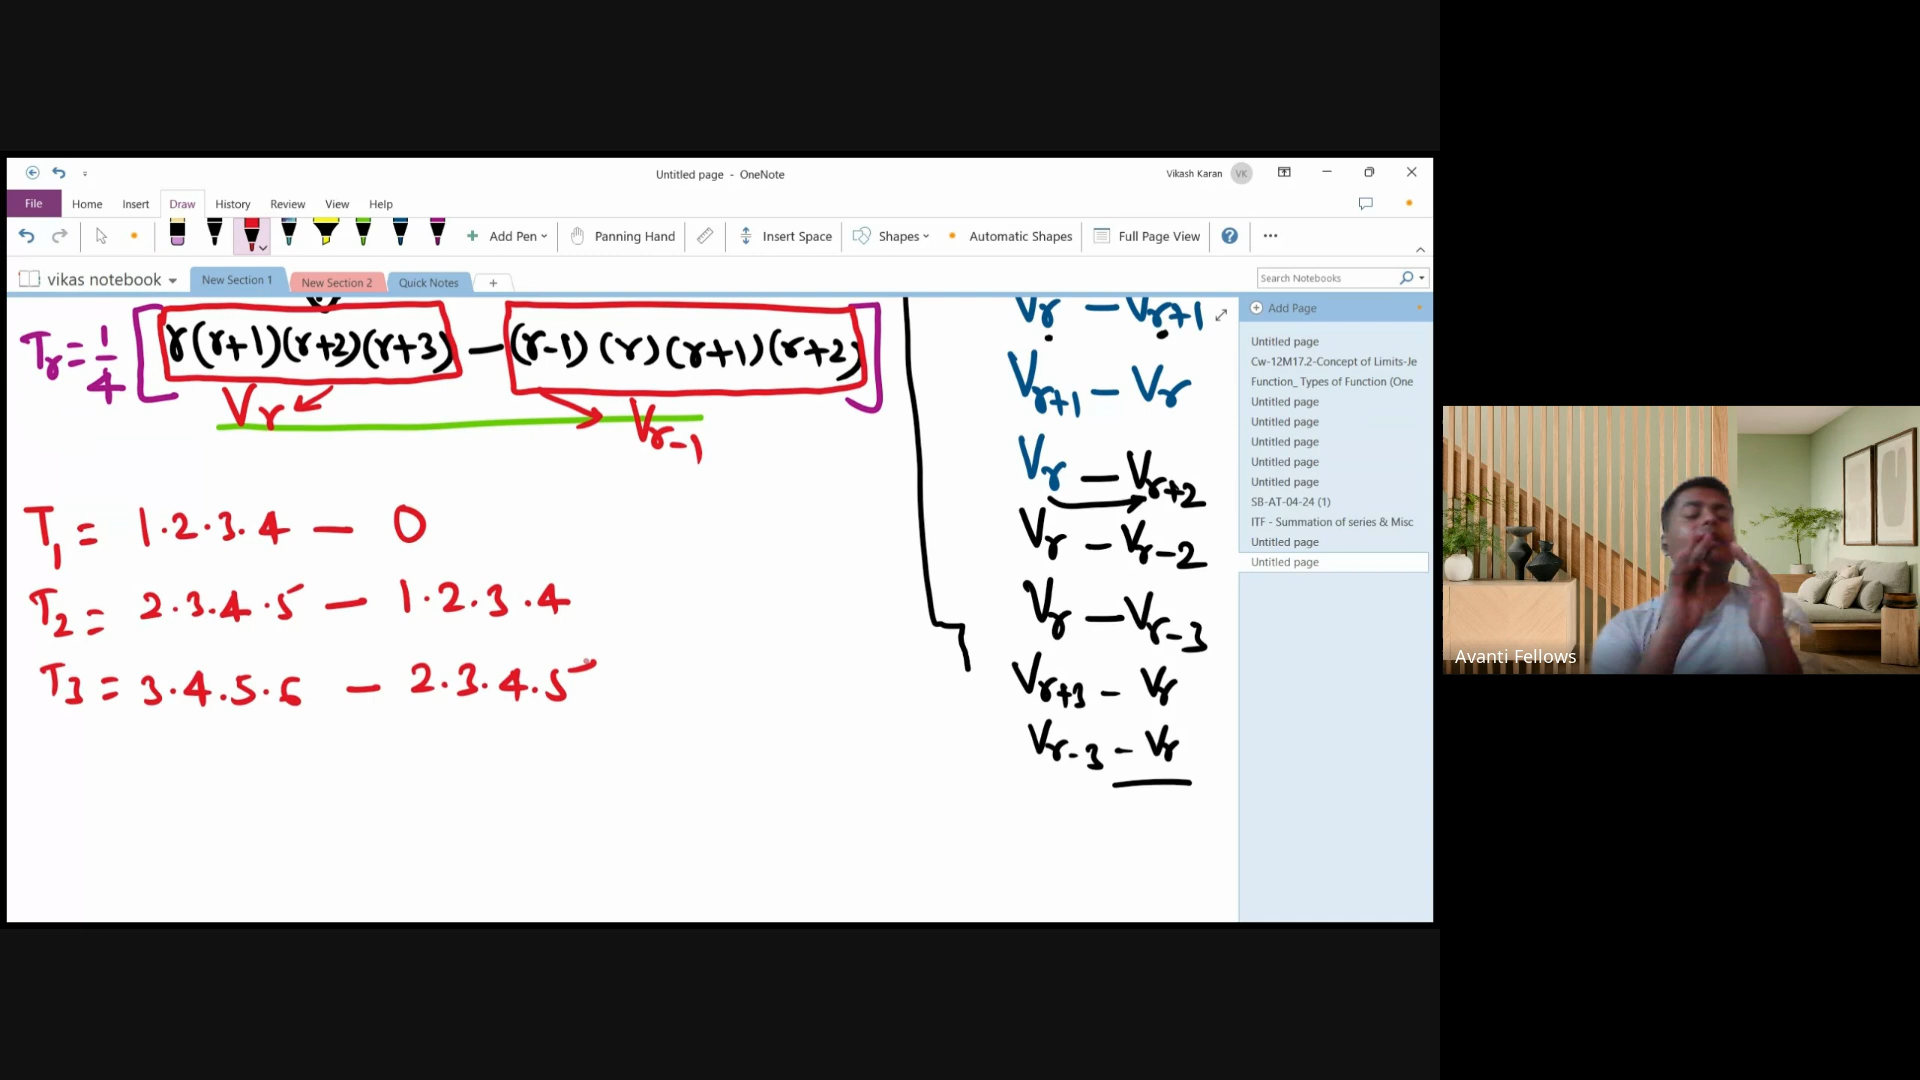 Untitled page - OneNote
Vikash Karan VK
File Home Insert Draw History Review View Help
Add Pen Panning Hand Insert Space Shapes Automatic Shapes Full Page View
vikas notebook New Section 1 New Section 2 Quick Notes
Search Notebooks
Tr = 1/4 [ r(r+1)(r+2)(r+3) — (r-1)(r)(r+1)(r+2) ]
Vr Vr-1
T1 = 1.2.3.4 — 0
T2 = 2.3.4.5 — 1.2.3.4
T3 = 3.4.5.6 — 2.3.4.5
Vr — Vr+1
Vr+1 — Vr
Vr — Vr+2
Vr — Vr-2
Vr — Vr-3
Vr+3 - Vr
Vr-3 - Vr
Add Page
Untitled page
Cw-12M17.2-Concept of Limits-Je
Function_ Types of Function (One
Untitled page
Untitled page
Untitled page
Untitled page
Untitled page
SB-AT-04-24 (1)
ITF - Summation of series & Misc
Untitled page
Untitled page
Avanti Fellows